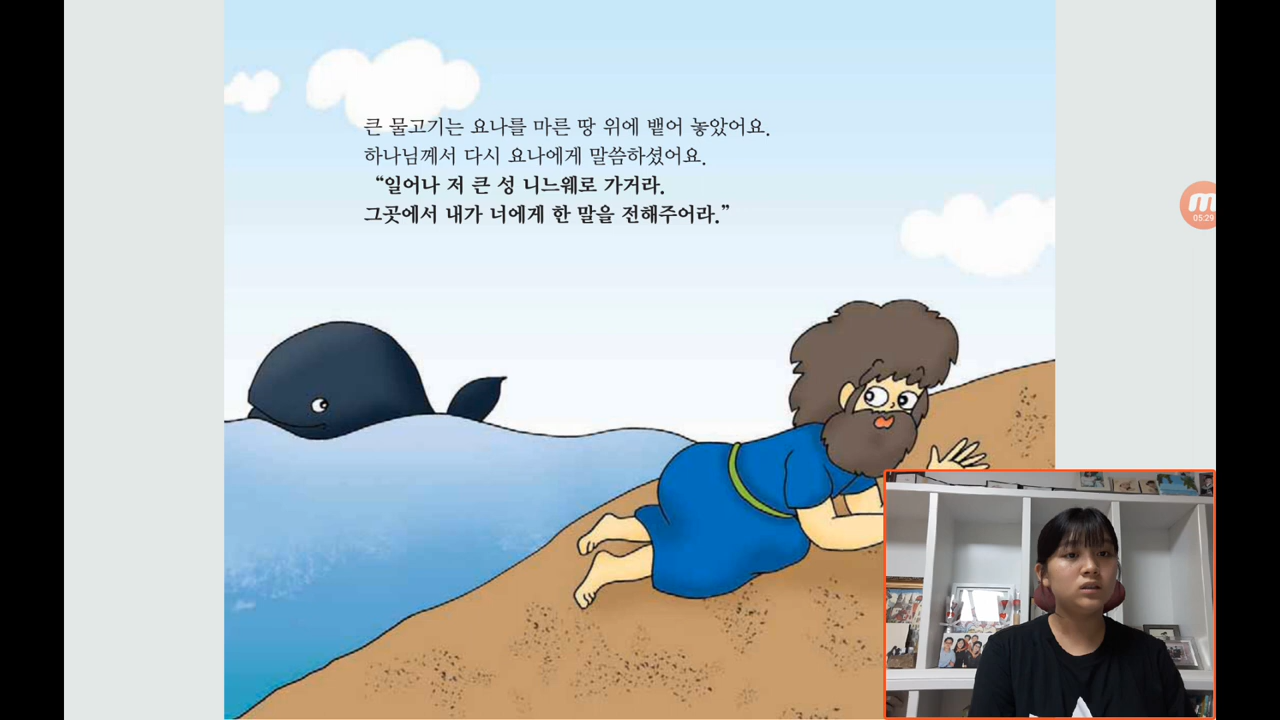 큰 물고기는 요나를 마른 땅 위에 뱉어 놓았어요.
하나님께서 다시 요나에게 말씀하셨어요.
“일어나 저 큰 성 니느웨로 가거라.
그곳에서 내가 너에게 한 말을 전해주어라.”
m
05:29